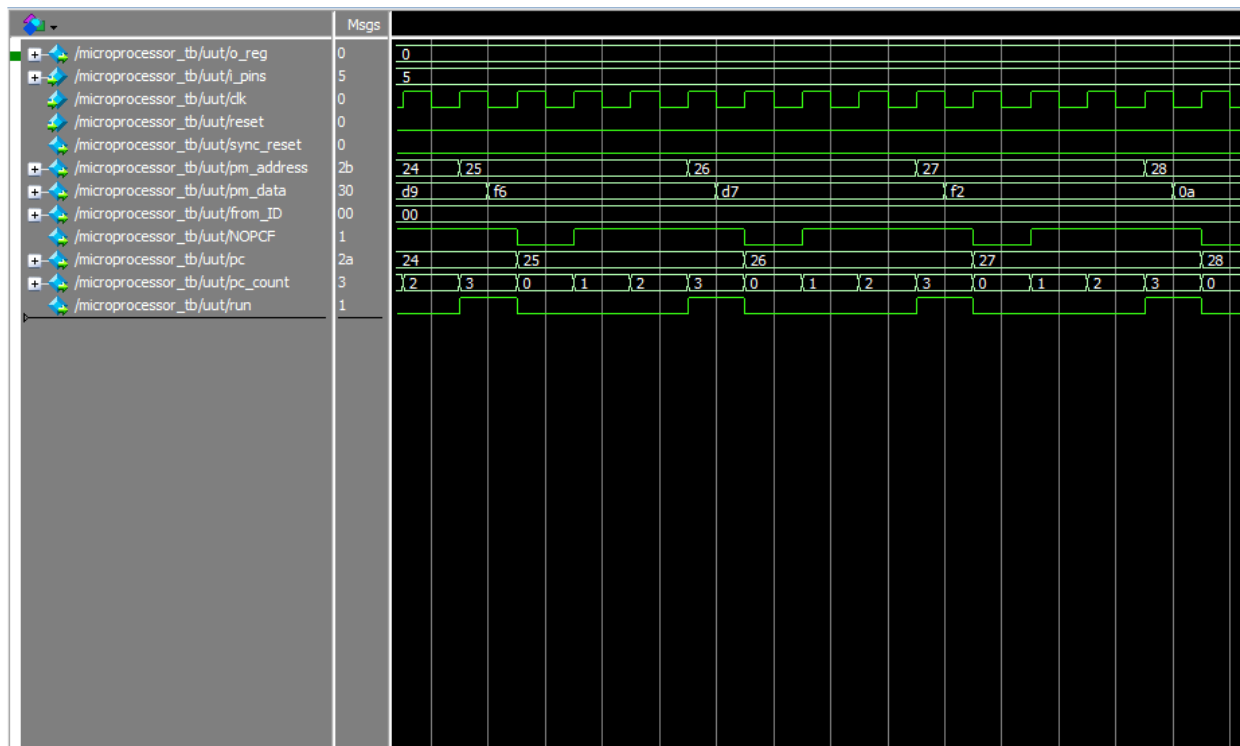 Msgs
/microprocessor_tb/uut/o_reg 0 0
/microprocessor_tb/uut/i_pins 5 5
/microprocessor_tb/uut/clk 0
/microprocessor_tb/uut/reset 0
/microprocessor_tb/uut/sync_reset 0
/microprocessor_tb/uut/pm_address 2b 24 25 26 27 28
/microprocessor_tb/uut/pm_data 30 d9 f6 d7 f2 0a
/microprocessor_tb/uut/from_ID 00 00
/microprocessor_tb/uut/NOPCF 1
/microprocessor_tb/uut/pc 2a 24 25 26 27 28
/microprocessor_tb/uut/pc_count 3 2 3 0 1 2 3 0 1 2 3 0 1 2 3 0
/microprocessor_tb/uut/run 1